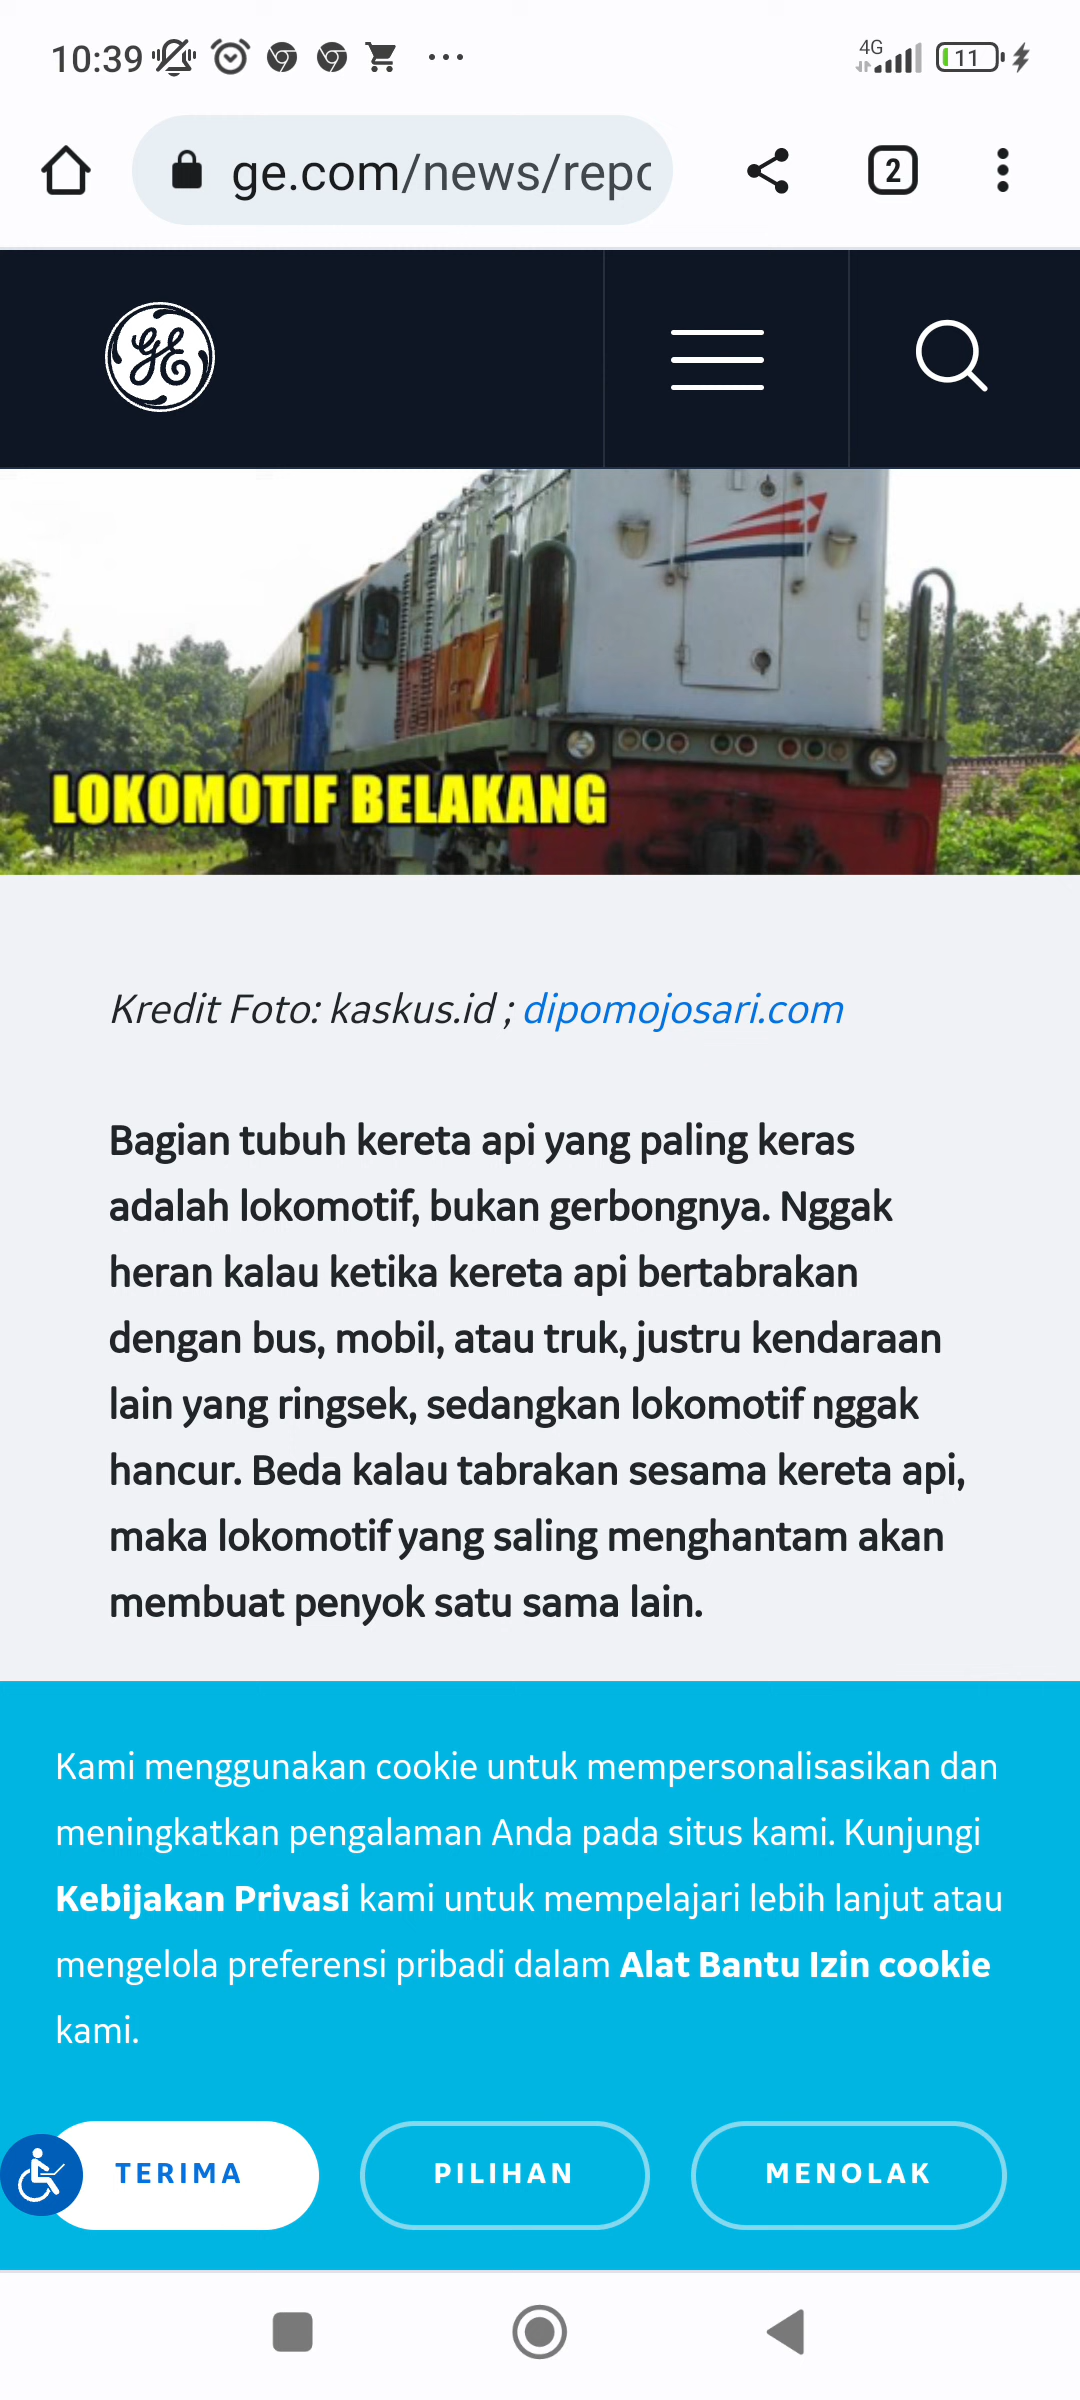 10:39
4G
11
ge.com/news/repo
2
GE
LOKOMOTIF BELAKANG
Kredit Foto: kaskus.id ; dipomojosari.com
Bagian tubuh kereta api yang paling keras
adalah lokomotif, bukan gerbongnya. Nggak
heran kalau ketika kereta api bertabrakan
dengan bus, mobil, atau truk, justru kendaraan
lain yang ringsek, sedangkan lokomotif nggak
hancur. Beda kalau tabrakan sesama kereta api,
maka lokomotif yang saling menghantam akan
membuat penyok satu sama lain.
Kami menggunakan cookie untuk mempersonalisasikan dan
meningkatkan pengalaman Anda pada situs kami. Kunjungi
Kebijakan Privasi kami untuk mempelajari lebih lanjut atau
mengelola preferensi pribadi dalam Alat Bantu Izin cookie
kami.
TERIMA
PILIHAN
MENOLAK